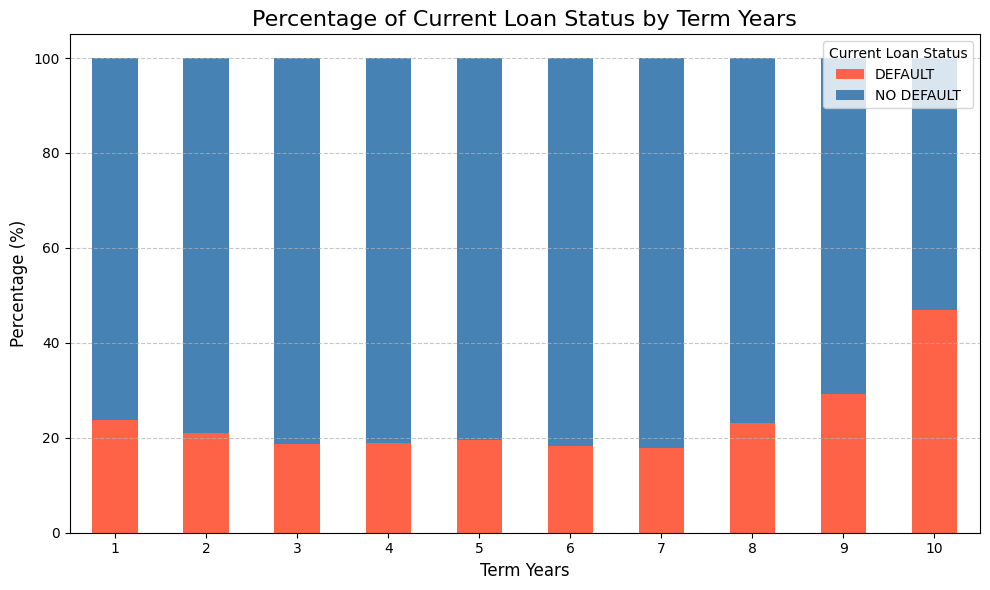 Percentage of Current Loan Status by Term Years
Current Loan Status
DEFAULT
NO DEFAULT
Percentage (%)
100
80
60
40
20
0
1 2 3 4 5 6 7 8 9 10
Term Years